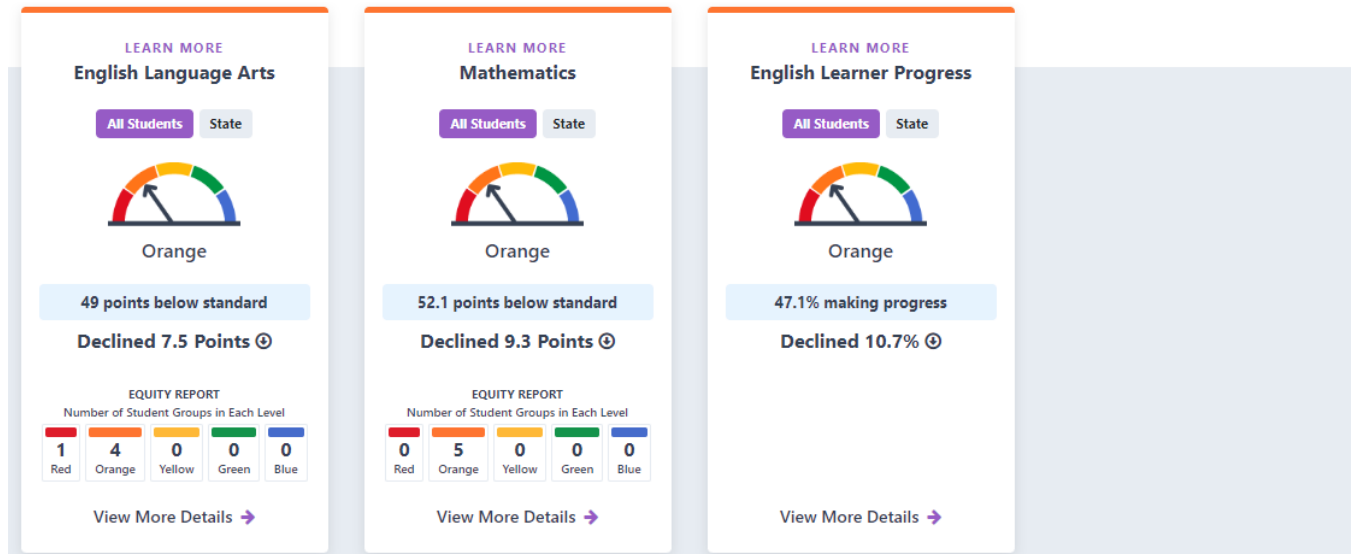 LEARN MORE
English Language Arts
All Students State
Orange
49 points below standard
Declined 7.5 Points
EQUITY REPORT
Number of Student Groups in Each Level
1 4 0 0 0
Red Orange Yellow Green Blue
View More Details
LEARN MORE
Mathematics
All Students State
Orange
52.1 points below standard
Declined 9.3 Points
EQUITY REPORT
Number of Student Groups in Each Level
0 5 0 0 0
Red Orange Yellow Green Blue
View More Details
LEARN MORE
English Learner Progress
All Students State
Orange
47.1% making progress
Declined 10.7%
View More Details